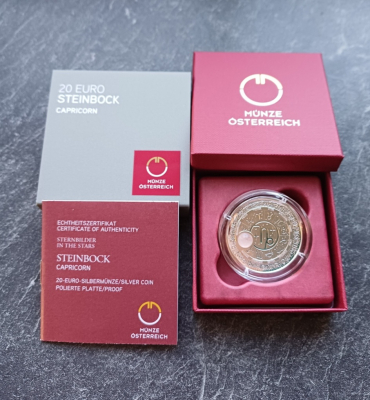 20 EURO
STEINBOCK
CAPRICORN
MÜNZE
ÖSTERREICH
MÜNZE
ÖSTERREICH
ECHTHEITSZERTIFIKAT
CERTIFICATE OF AUTHENTICITY
STERNBILDER
IN THE STARS
STEINBOCK
CAPRICORN
20-EURO-SILBERMÜNZE/SILVER COIN
POLIERTE PLATTE/PROOF
MÜNZE
ÖSTERREICH